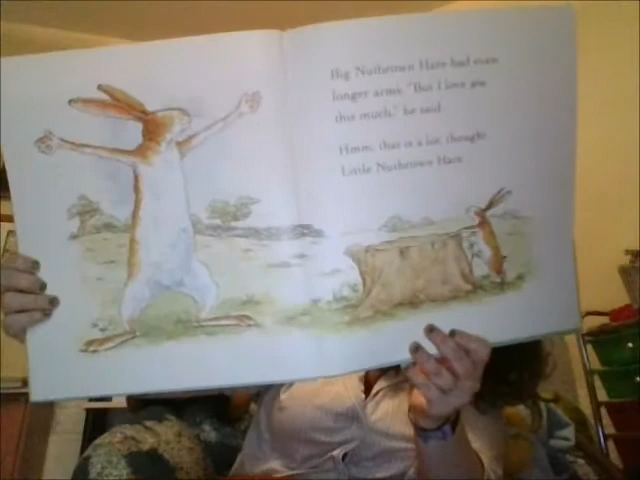 Big Nutbrown Hare had even
longer arms. "But I love you
this much," he said.
Hmm, that is a lot, thought
Little Nutbrown Hare.